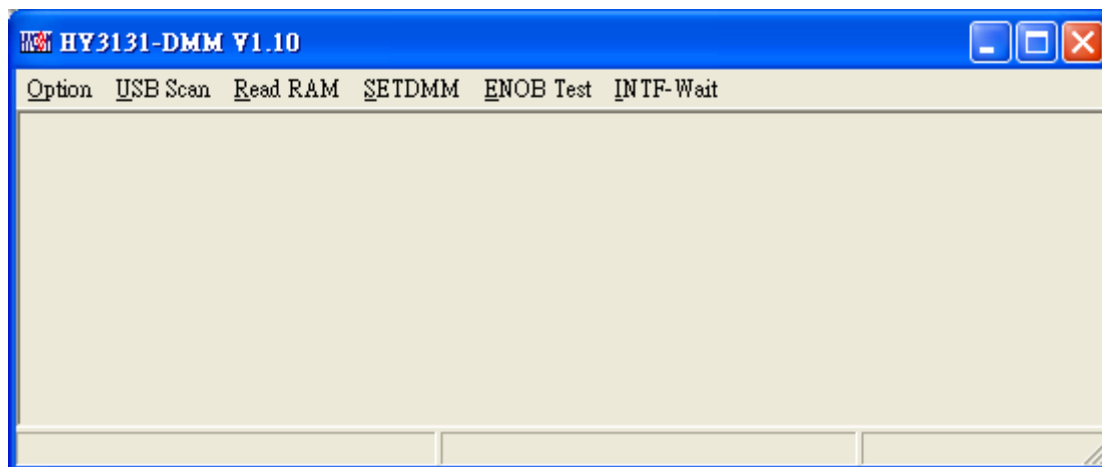 HY3131-DMM V1.10
Option USB Scan Read RAM SETDMM ENOB Test INTF-Wait